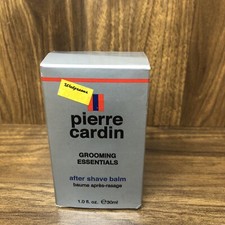 Walgreens
pierre
cardin
GROOMING
ESSENTIALS
after shave balm
baume après-rasage
1.0 fl. oz. ℮30ml